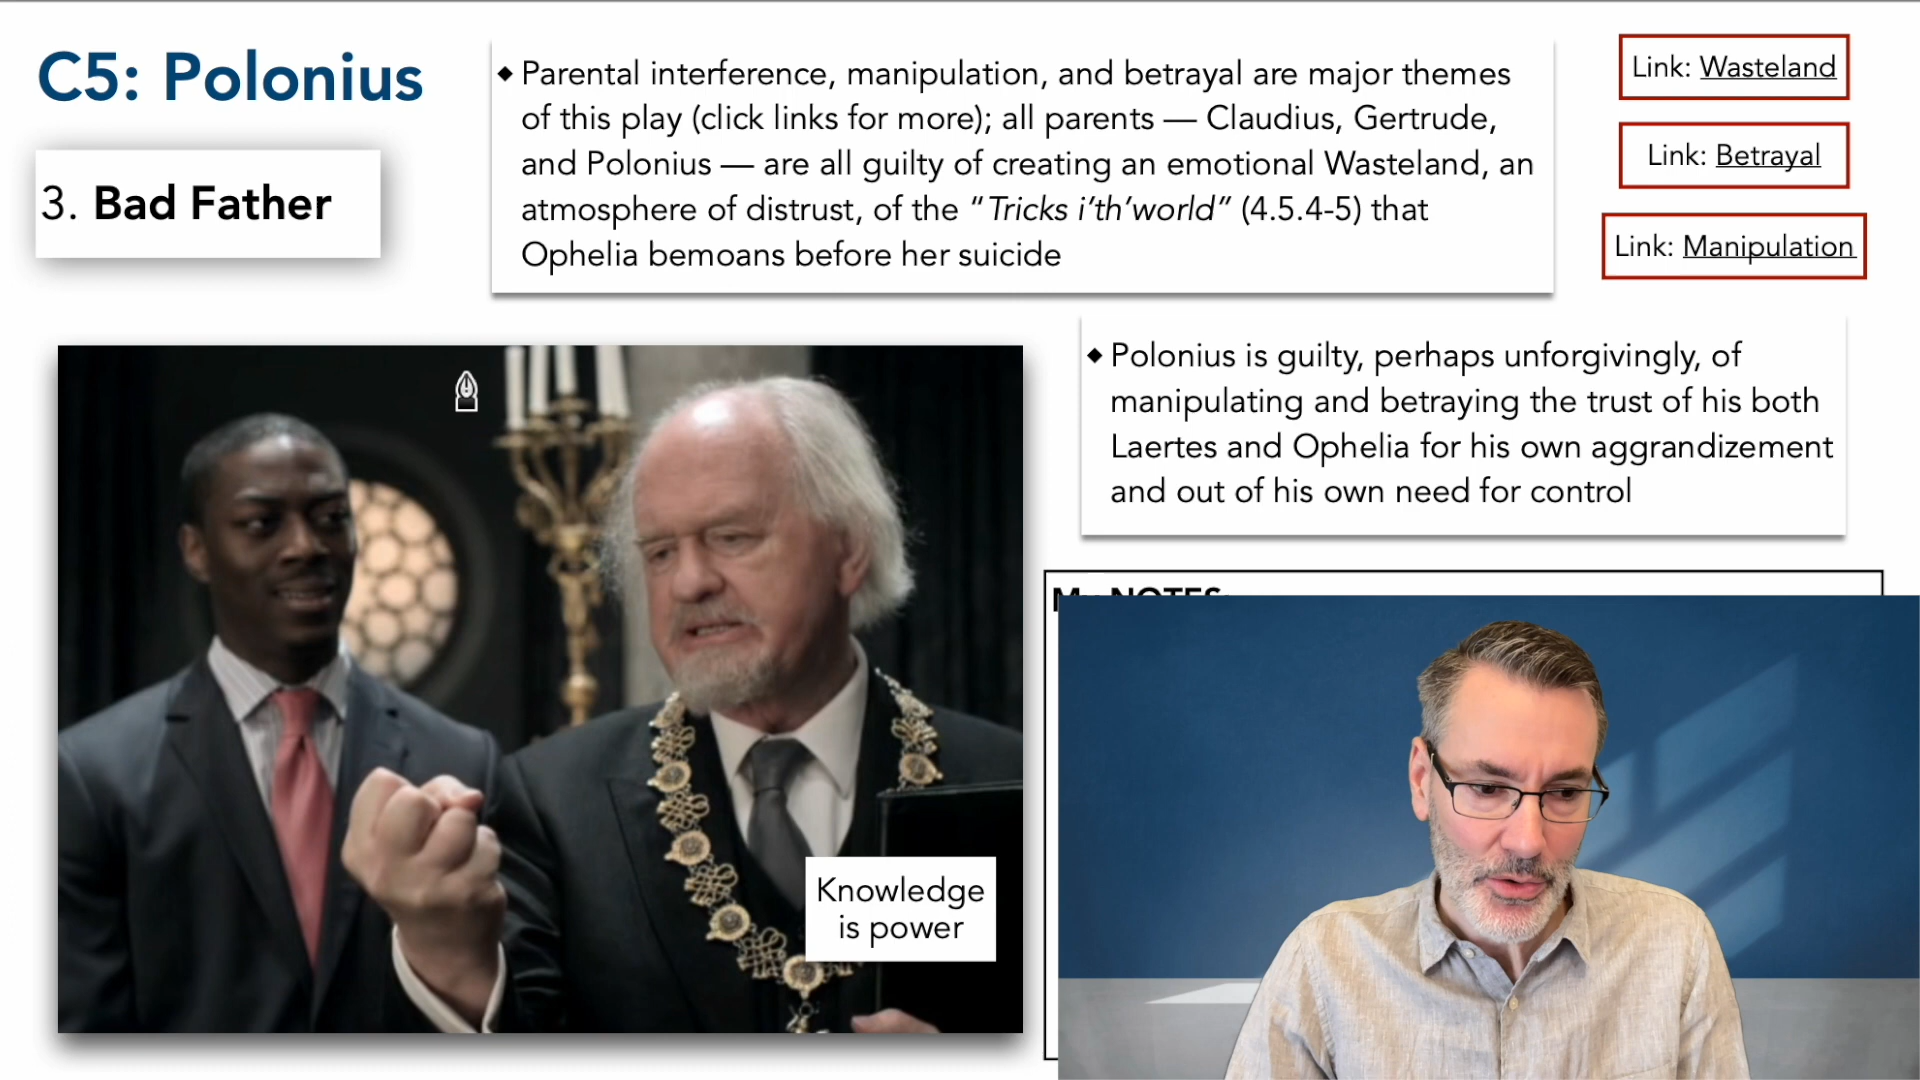 C5: Polonius
3. Bad Father
◆ Parental interference, manipulation, and betrayal are major themes
of this play (click links for more); all parents — Claudius, Gertrude,
and Polonius — are all guilty of creating an emotional Wasteland, an
atmosphere of distrust, of the “Tricks i’th’world” (4.5.4-5) that
Ophelia bemoans before her suicide
Link: Wasteland
Link: Betrayal
Link: Manipulation
◆ Polonius is guilty, perhaps unforgivingly, of
manipulating and betraying the trust of his both
Laertes and Ophelia for his own aggrandizement
and out of his own need for control
My NOTES:
Knowledge
is power